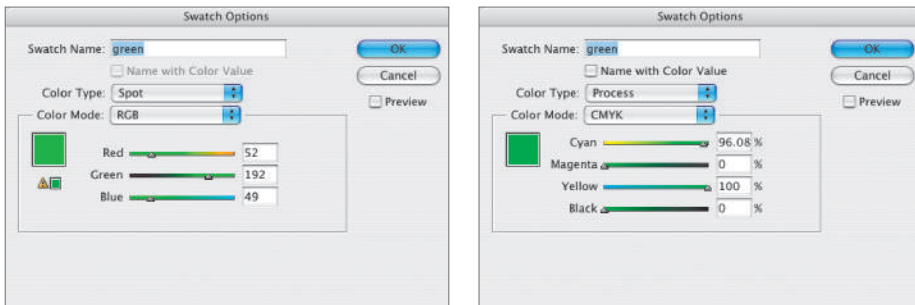 Swatch Options
Swatch Name: green
OK
Name with Color Value
Cancel
Color Type: Spot
Preview
Color Mode: RGB
Red 52
Green 192
Blue 49
Swatch Options
Swatch Name: green
OK
Name with Color Value
Cancel
Color Type: Process
Preview
Color Mode: CMYK
Cyan 96.08 %
Magenta 0 %
Yellow 100 %
Black 0 %